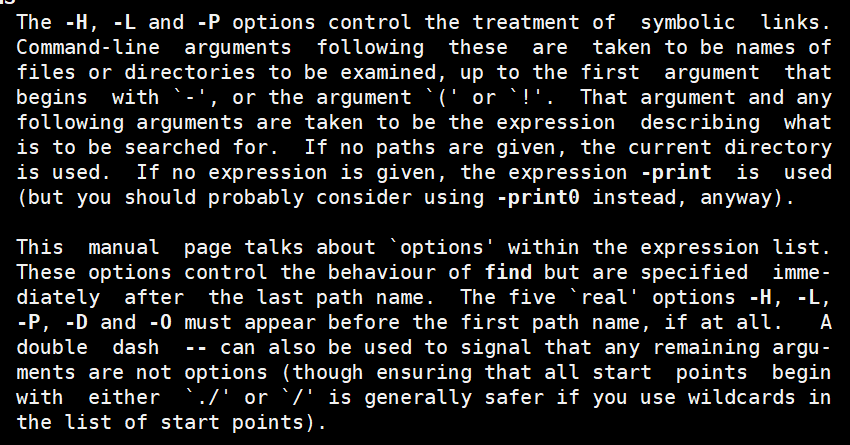 The -H, -L and -P options control the treatment of  symbolic  links.
Command-line  arguments  following  these  are  taken to be names of
files or directories to be examined, up to the first  argument  that
begins  with `-', or the argument `(' or `!'.  That argument and any
following arguments are taken to be the expression  describing  what
is to be searched for.  If no paths are given, the current directory
is used.  If no expression is given, the expression -print  is  used
(but you should probably consider using -print0 instead, anyway).
This  manual  page talks about `options' within the expression list.
These options control the behaviour of find but are specified  imme-
diately  after  the last path name.  The five `real' options -H, -L,
-P, -D and -O must appear before the first path name, if at all.   A
double  dash  -- can also be used to signal that any remaining argu-
ments are not options (though ensuring that all start  points  begin
with  either  `./' or `/' is generally safer if you use wildcards in
the list of start points).